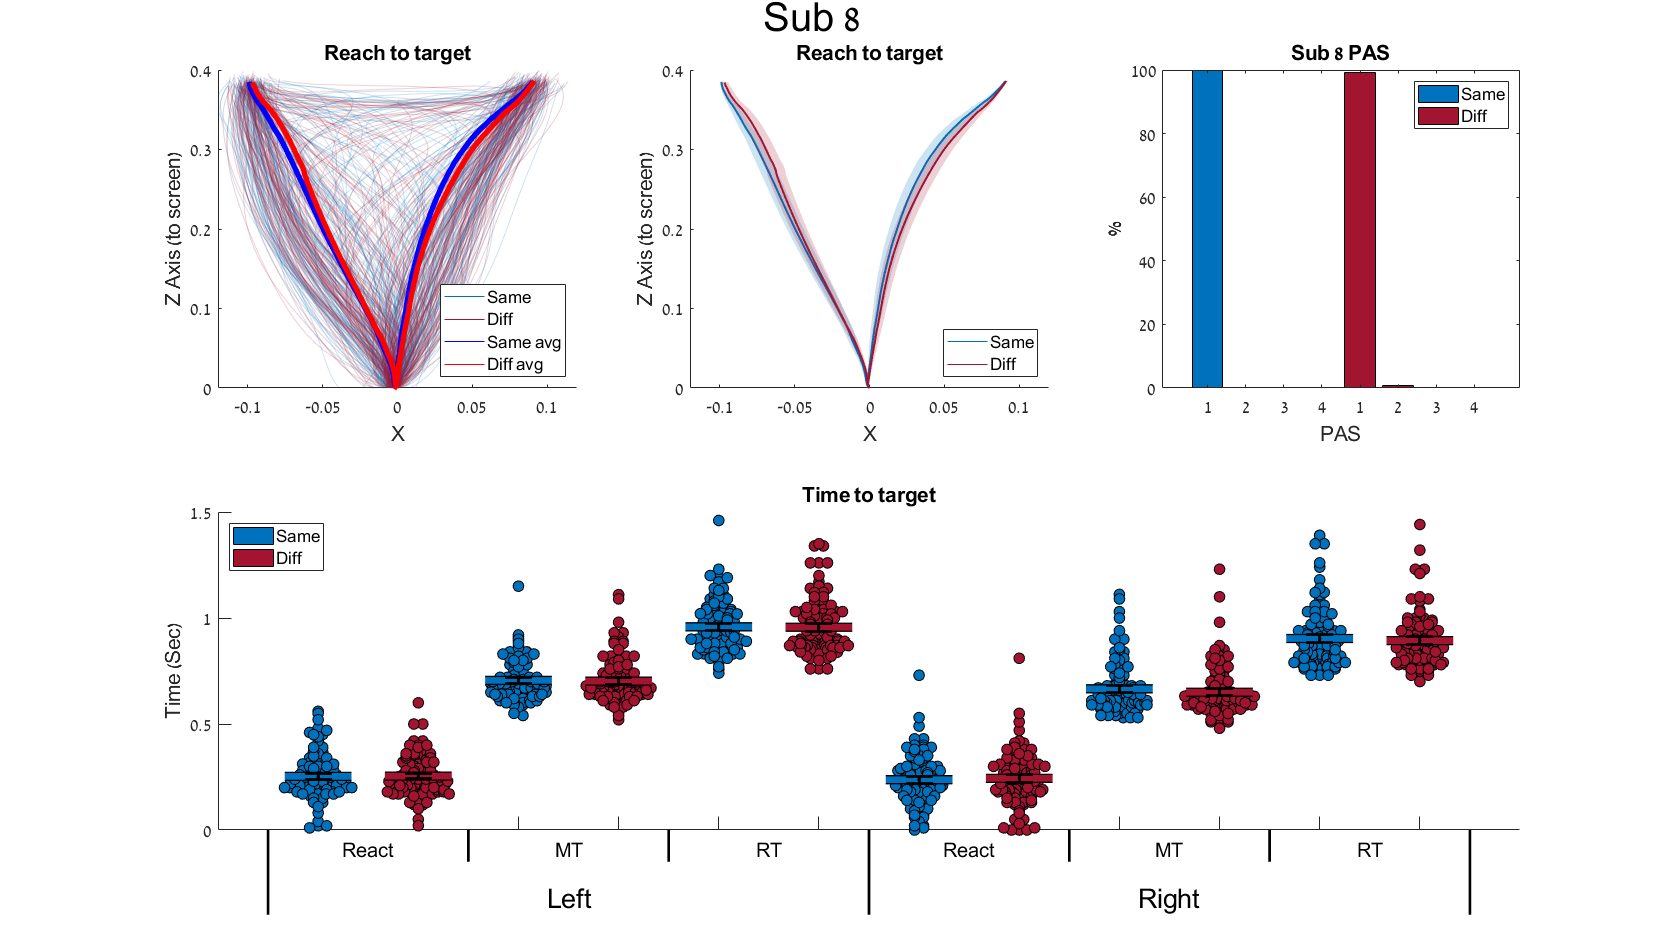 Sub 8
Reach to target
0.4
0.3
0.2
0.1
0
Z Axis (to screen)
-0.1 -0.05 0 0.05 0.1
X
Same
Diff
Same avg
Diff avg
Reach to target
0.4
0.3
0.2
0.1
0
Z Axis (to screen)
-0.1 -0.05 0 0.05 0.1
X
Same
Diff
Sub 8 PAS
100
80
60
40
20
0
%
1 2 3 4 1 2 3 4
PAS
Same
Diff
Time to target
1.5
1
0.5
0
Time (Sec)
Same
Diff
React MT RT React MT RT
Left Right